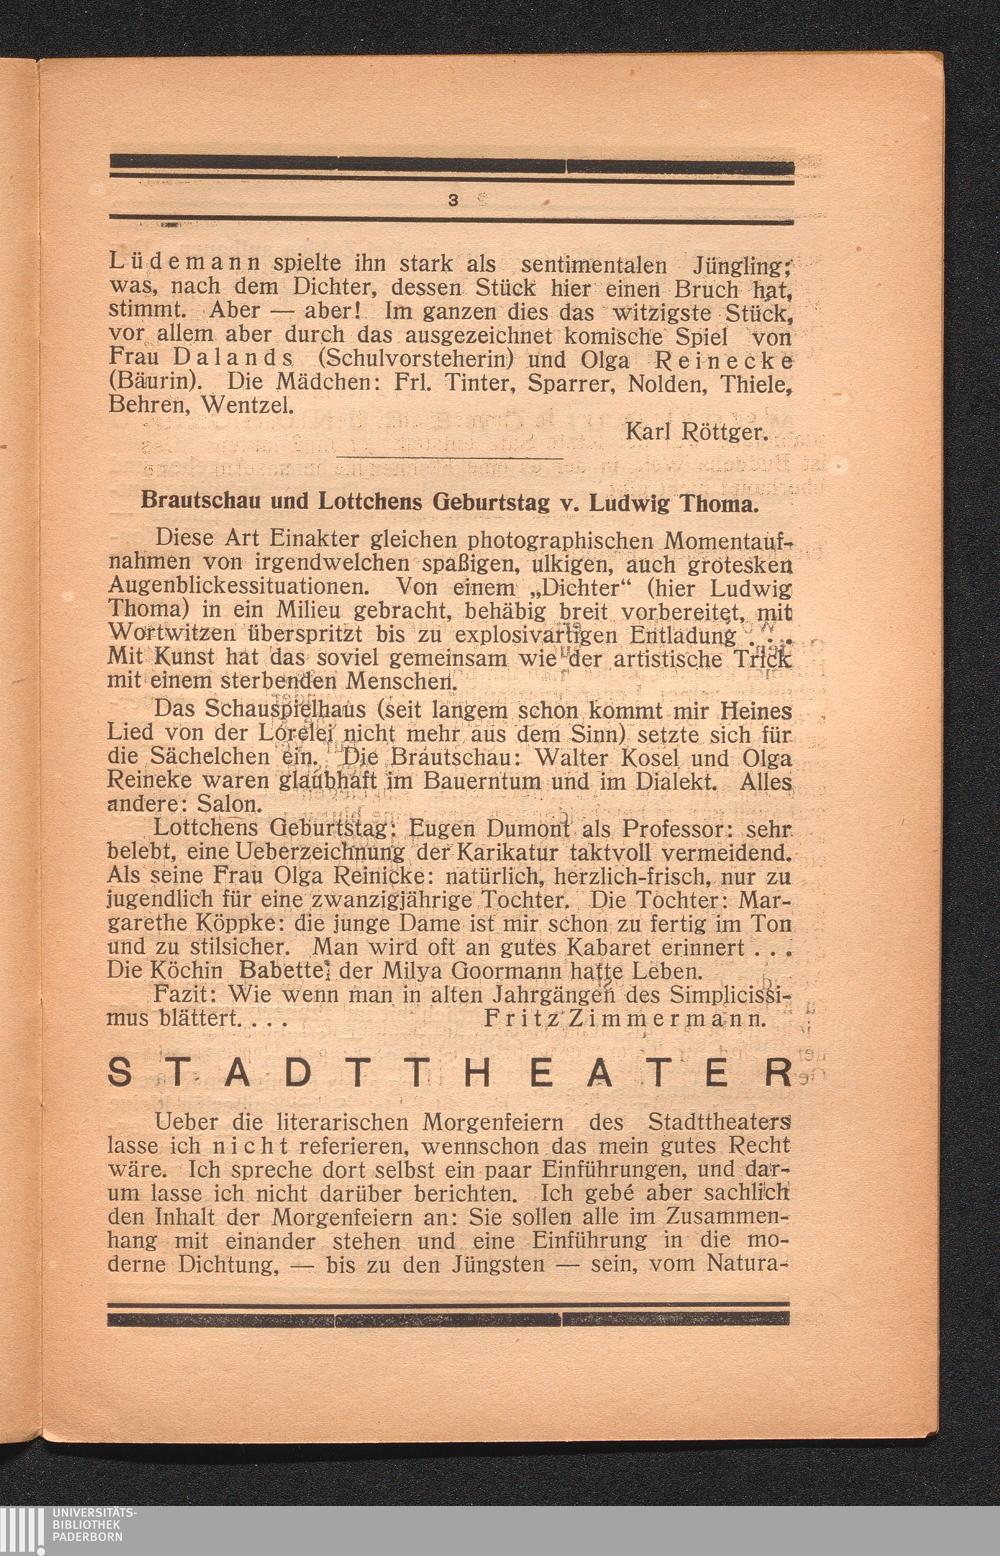 3
Lüdemann spielte ihn stark als sentimentalen Jüngling;
was, nach dem Dichter, dessen Stück hier einen Bruch hat,
stimmt. Aber — aber! Im ganzen dies das witzigste Stück,
vor allem aber durch das ausgezeichnet komische Spiel von
Frau Dalands (Schulvorsteherin) und Olga Reinecke
(Bäurin). Die Mädchen: Frl. Tinter, Sparrer, Nolden, Thiele,
Behren, Wentzel.
Karl Röttger.
Brautschau und Lottchens Geburtstag v. Ludwig Thoma.
Diese Art Einakter gleichen photographischen Momentauf-
nahmen von irgendwelchen spaßigen, ulkigen, auch grotesken
Augenblickessituationen. Von einem „Dichter“ (hier Ludwig
Thoma) in ein Milieu gebracht, behäbig breit vorbereitet, mit
Wortwitzen überspritzt bis zu explosivartigen Entladung . . .
Mit Kunst hat das soviel gemeinsam wie der artistische Trick
mit einem sterbenden Menschen.
Das Schauspielhaus (seit langem schon kommt mir Heines
Lied von der Lorelei nicht mehr aus dem Sinn) setzte sich für
die Sächelchen ein. Die Brautschau: Walter Kosel und Olga
Reineke waren glaubhaft im Bauerntum und im Dialekt. Alles
andere: Salon.
Lottchens Geburtstag: Eugen Dumont als Professor: sehr
belebt, eine Ueberzeichnung der Karikatur taktvoll vermeidend.
Als seine Frau Olga Reinicke: natürlich, herzlich-frisch, nur zu
jugendlich für eine zwanzigjährige Tochter. Die Tochter: Mar-
garethe Köppke: die junge Dame ist mir schon zu fertig im Ton
und zu stilsicher. Man wird oft an gutes Kabaret erinnert . . .
Die Köchin Babette: der Milya Goormann hatte Leben.
Fazit: Wie wenn man in alten Jahrgängen des Simplicissi-
mus blättert. . . . Fritz Zimmermann.
STADTTHEATER
Ueber die literarischen Morgenfeiern des Stadttheaters
lasse ich nicht referieren, wennschon das mein gutes Recht
wäre. Ich spreche dort selbst ein paar Einführungen, und dar-
um lasse ich nicht darüber berichten. Ich gebé aber sachlich
den Inhalt der Morgenfeiern an: Sie sollen alle im Zusammen-
hang mit einander stehen und eine Einführung in die mo-
derne Dichtung, — bis zu den Jüngsten — sein, vom Natura-
UNIVERSITÄTS-
BIBLIOTHEK
PADERBORN